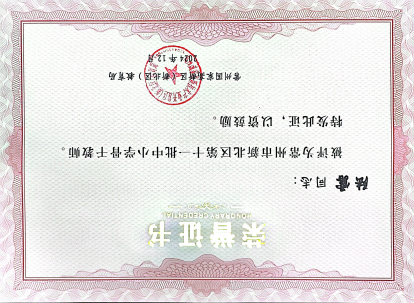 荣誉证书
HONORARY CREDENTIAL
同志：
被评为常州市新北区第十一批中小学骨干教师。
特发此证，以资鼓励。
常州国家高新区（新北区）教育局
2024年12月